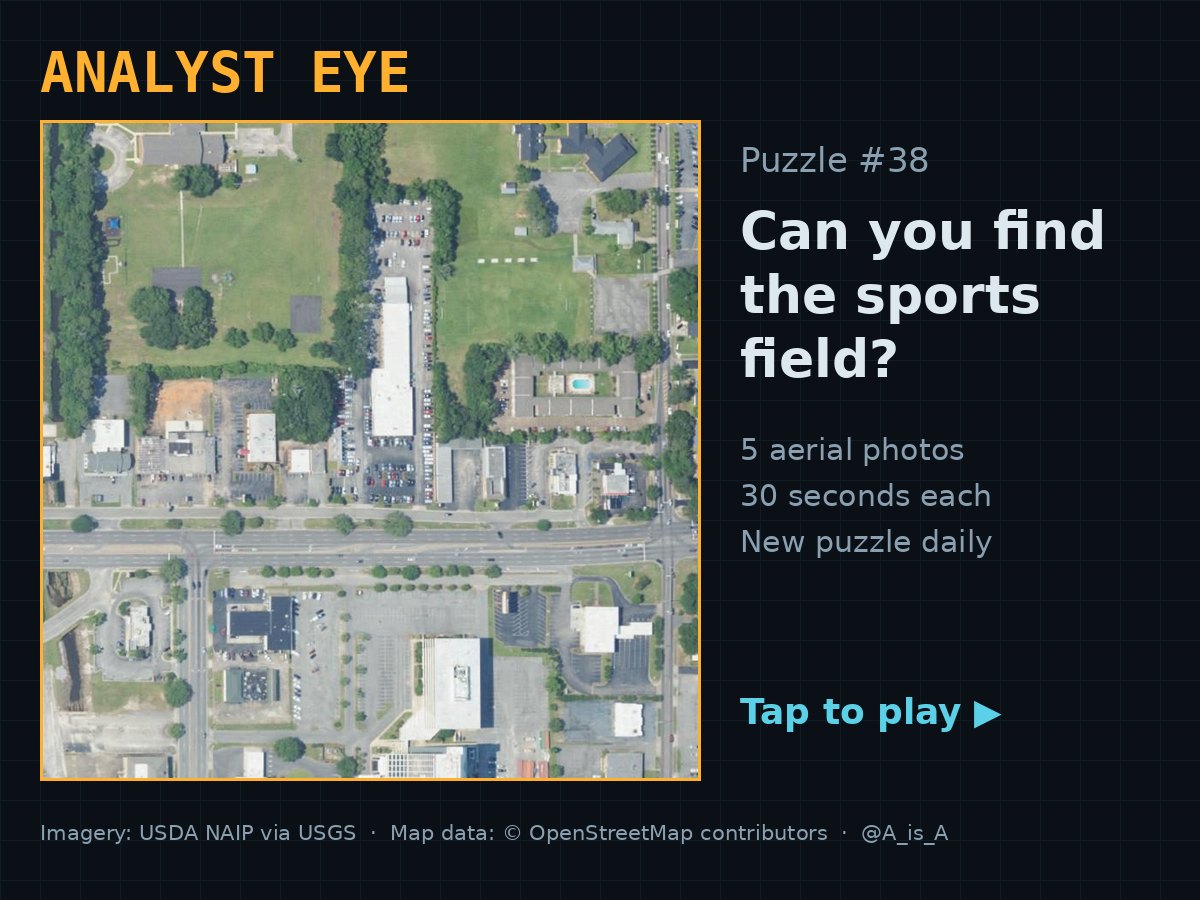 ANALYST EYE
Puzzle #38
Can you find
the sports
field?
5 aerial photos
30 seconds each
New puzzle daily
Tap to play ▶
Imagery: USDA NAIP via USGS · Map data: © OpenStreetMap contributors · @A_is_A